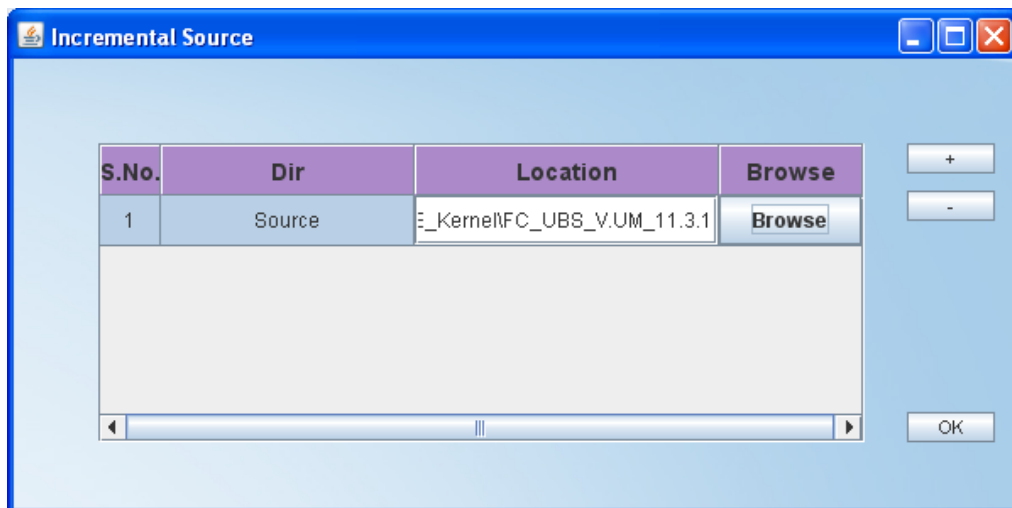 Incremental Source
S.No. Dir Location Browse
1 Source E_Kernel\FC_UBS_V.UM_11.3.1 Browse
+
-
OK